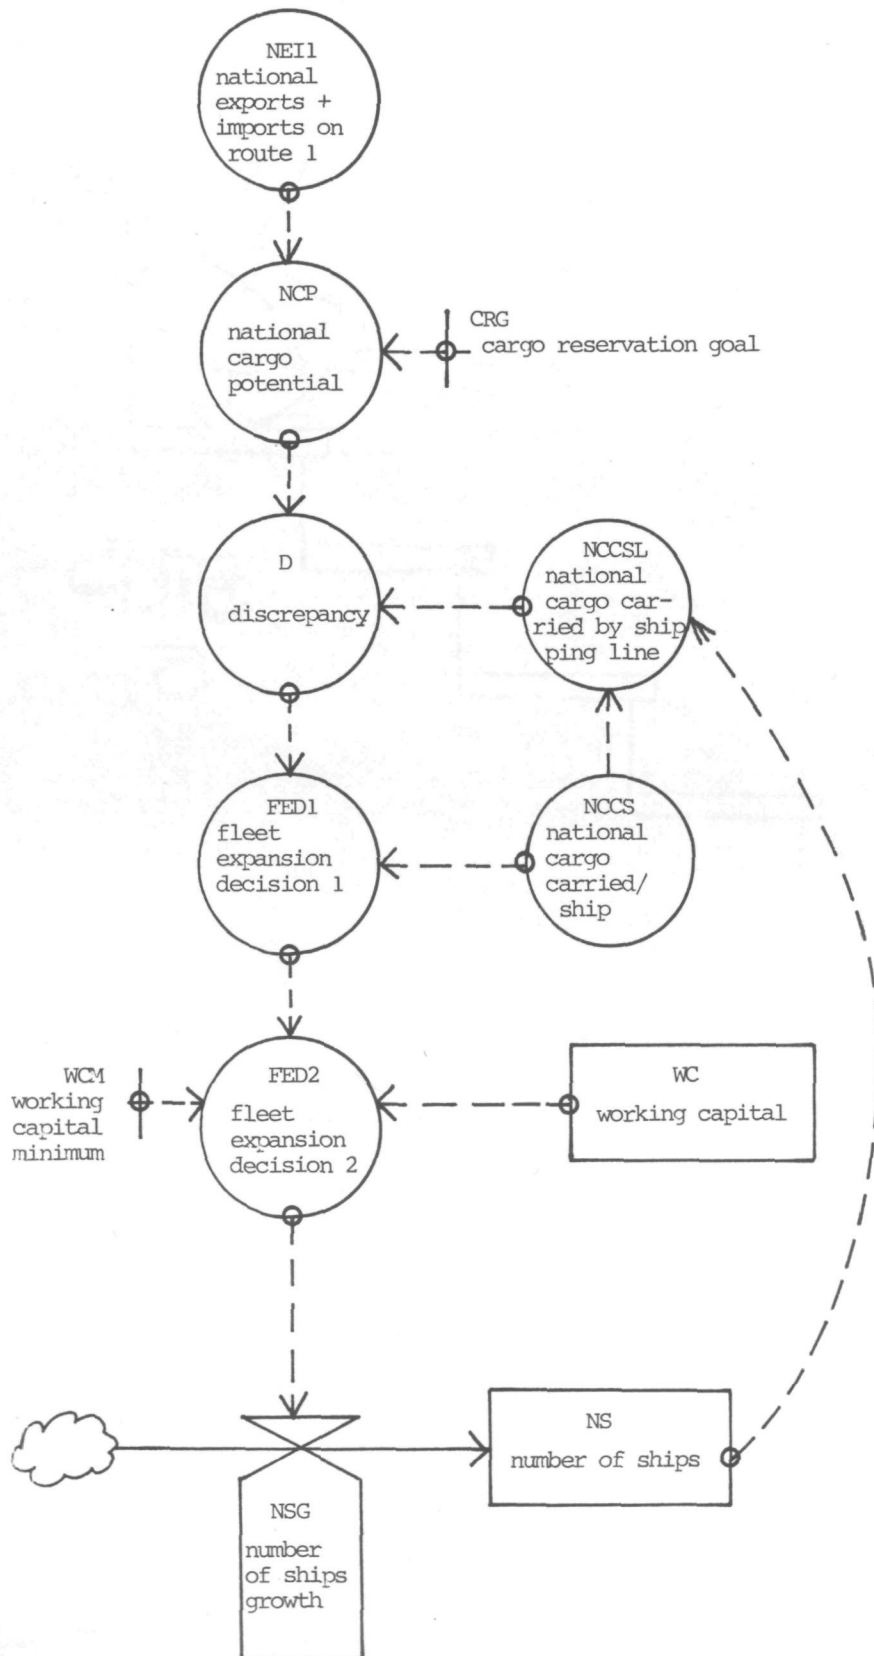 NEI1
national
exports +
imports on
route 1
NCP
national
cargo
potential
CRG
cargo reservation goal
D
discrepancy
NCCSL
national
cargo car-
ried by ship
ping line
FED1
fleet
expansion
decision 1
NCCS
national
cargo
carried/
ship
WCM
working
capital
minimum
FED2
fleet
expansion
decision 2
WC
working capital
NS
number of ships
NSG
number
of ships
growth